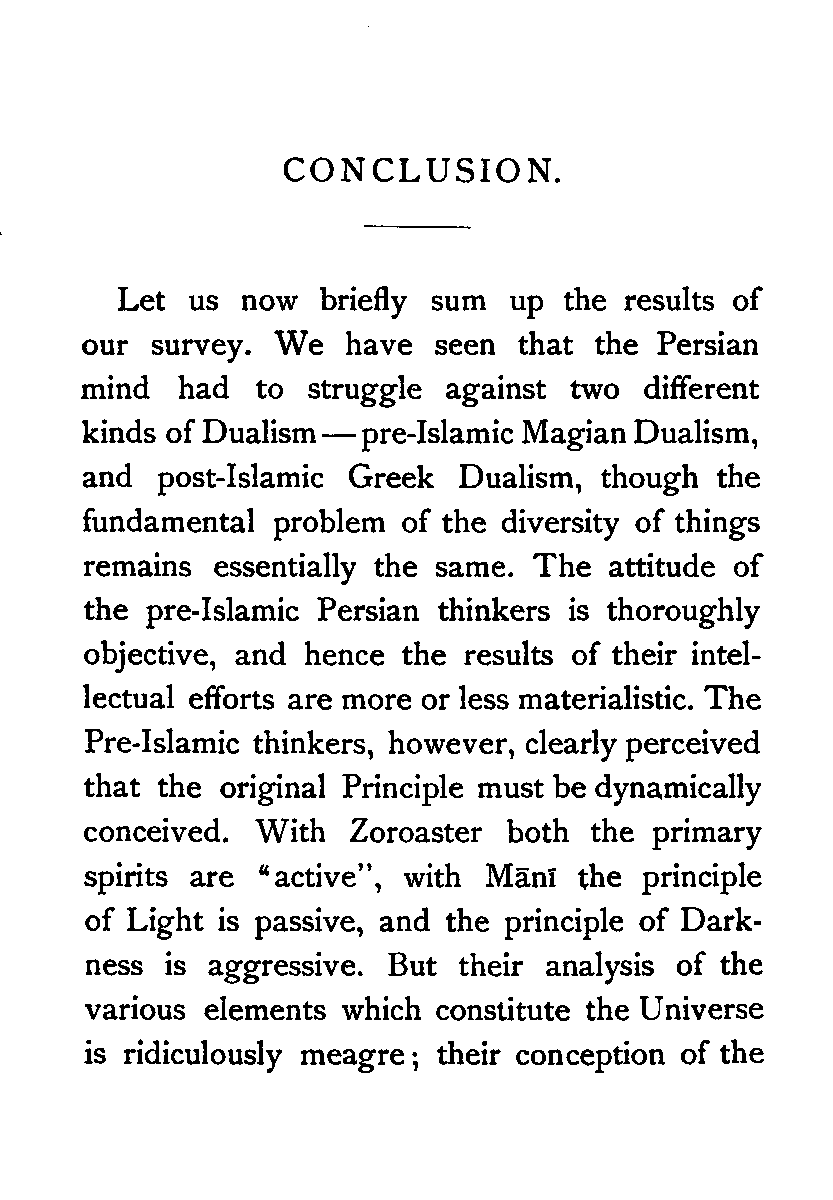 CONCLUSION.
Let us now briefly sum up the results of
our survey. We have seen that the Persian
mind had to struggle against two different
kinds of Dualism—pre-Islamic Magian Dualism,
and post-Islamic Greek Dualism, though the
fundamental problem of the diversity of things
remains essentially the same. The attitude of
the pre-Islamic Persian thinkers is thoroughly
objective, and hence the results of their intel-
lectual efforts are more or less materialistic. The
Pre-Islamic thinkers, however, clearly perceived
that the original Principle must be dynamically
conceived. With Zoroaster both the primary
spirits are “active”, with Mānī the principle
of Light is passive, and the principle of Dark-
ness is aggressive. But their analysis of the
various elements which constitute the Universe
is ridiculously meagre; their conception of the